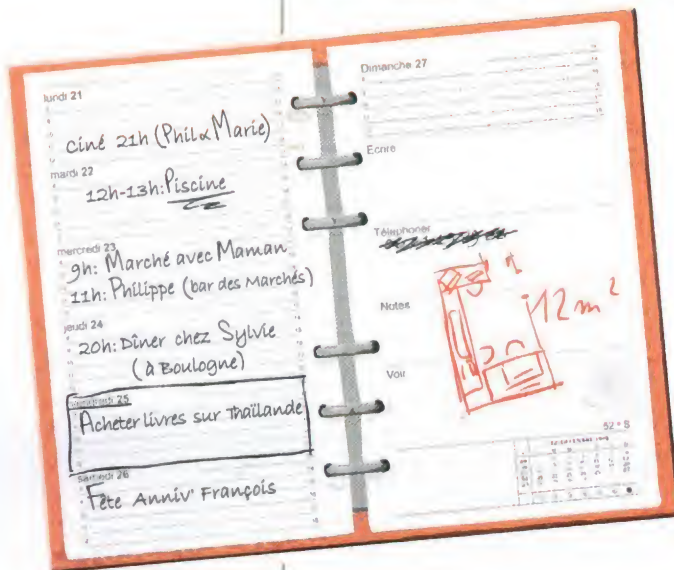 lundi 21
ciné 21h (Phil & Marie)
mardi 22
12h-13h: Piscine
mercredi 23
9h: Marché avec Maman
11h: Philippe (bar des Marchés)
jeudi 24
20h: Dîner chez Sylvie
(à Boulogne)
25
Acheter livres sur Thaïlande
samedi 26
Fête Anniv' François
Dimanche 27
Ecrire
Téléphoner
Notes
12 m²
Voir
52 * S